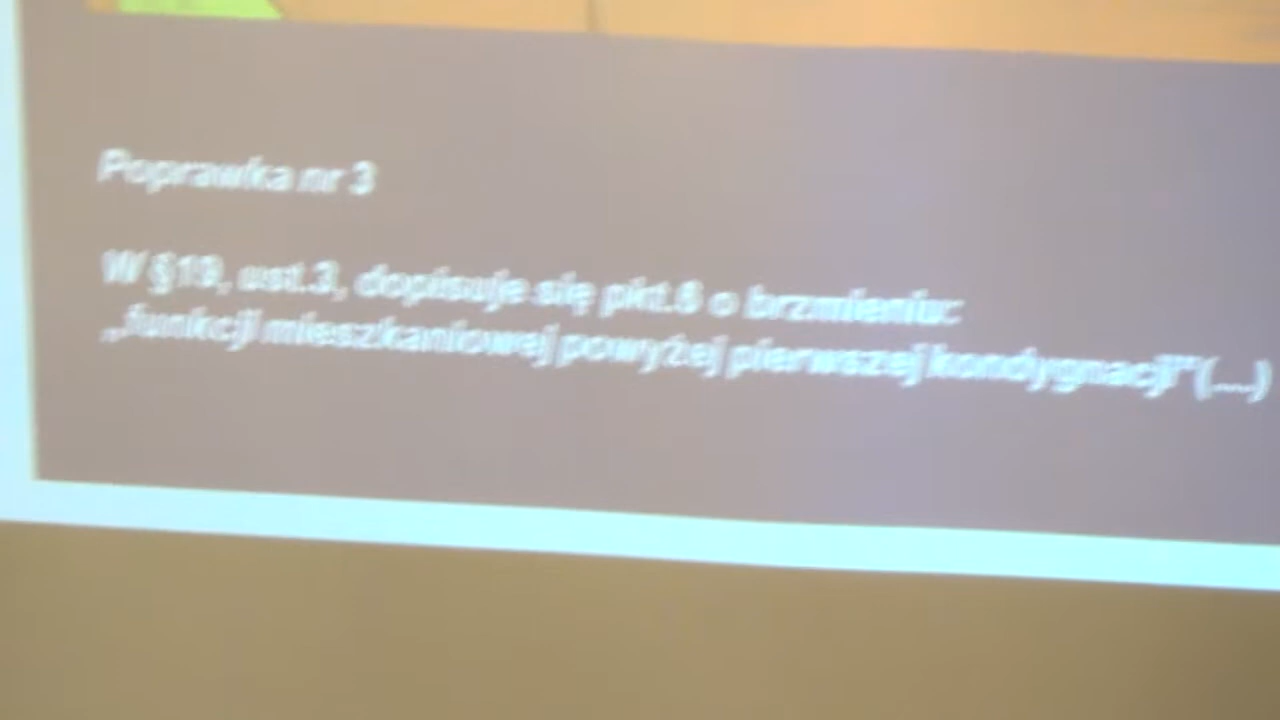 Poprawka nr 3
W §19, ust.3, dopisuje się pkt.6 o brzmieniu:
„funkcji mieszkaniowej powyżej pierwszej kondygnacji”(....)